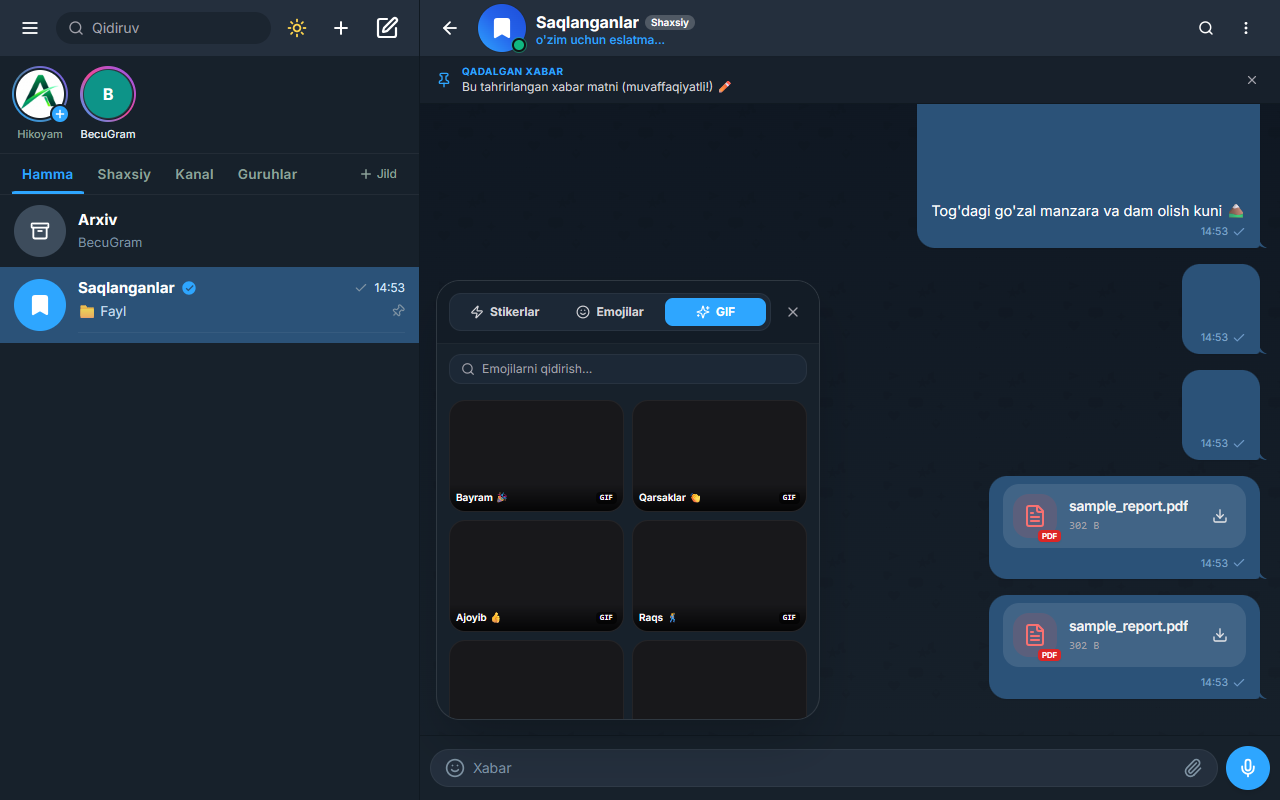 Qidiruv
Hikoyam
B
BecuGram
Hamma
Shaxsiy
Kanal
Guruhlar
+ Jild
Arxiv
BecuGram
Saqlanganlar
14:53
📁 Fayl
Saqlanganlar Shaxsiy
o'zim uchun eslatma...
QADALGAN XABAR
Bu tahrirlangan xabar matni (muvaffaqiyatli!)
Tog'dagi go'zal manzara va dam olish kuni
14:53
14:53
14:53
sample_report.pdf
302 B
PDF
14:53
sample_report.pdf
302 B
PDF
14:53
Stikerlar
Emojilar
GIF
Emojilarni qidirish...
Bayram 🎉 GIF
Qarsaklar 👏 GIF
Ajoyib 👍 GIF
Raqs 🕺 GIF
Xabar